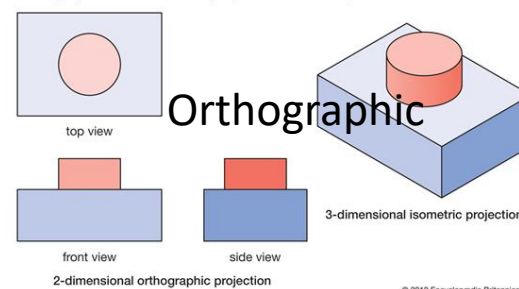 top view
Orthographic
3-dimensional isometric projection
front view
side view
2-dimensional orthographic projection